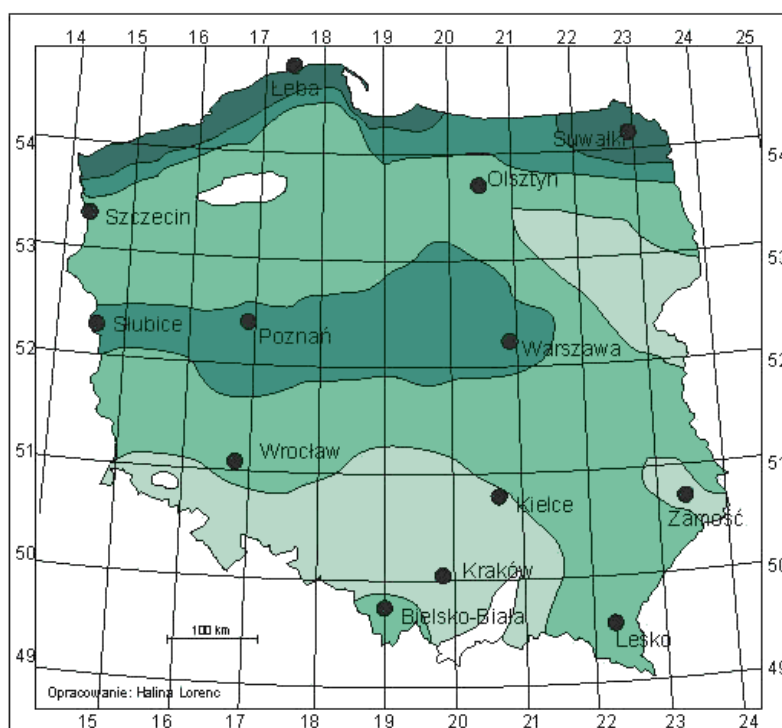 14 15 16 17 18 19 20 21 22 23 24 25
Łeba
54 Suwałki 54
Olsztyn
Szczecin
53 53
Słubice
Poznań
52 Warszawa 52
51 Wrocław 51
Kielce
Zamość
50 Kraków 50
Bielsko-Biała
100 km
Lesko
49 49
Opracowanie: Halina Lorenc
15 16 17 18 19 20 21 22 23 24